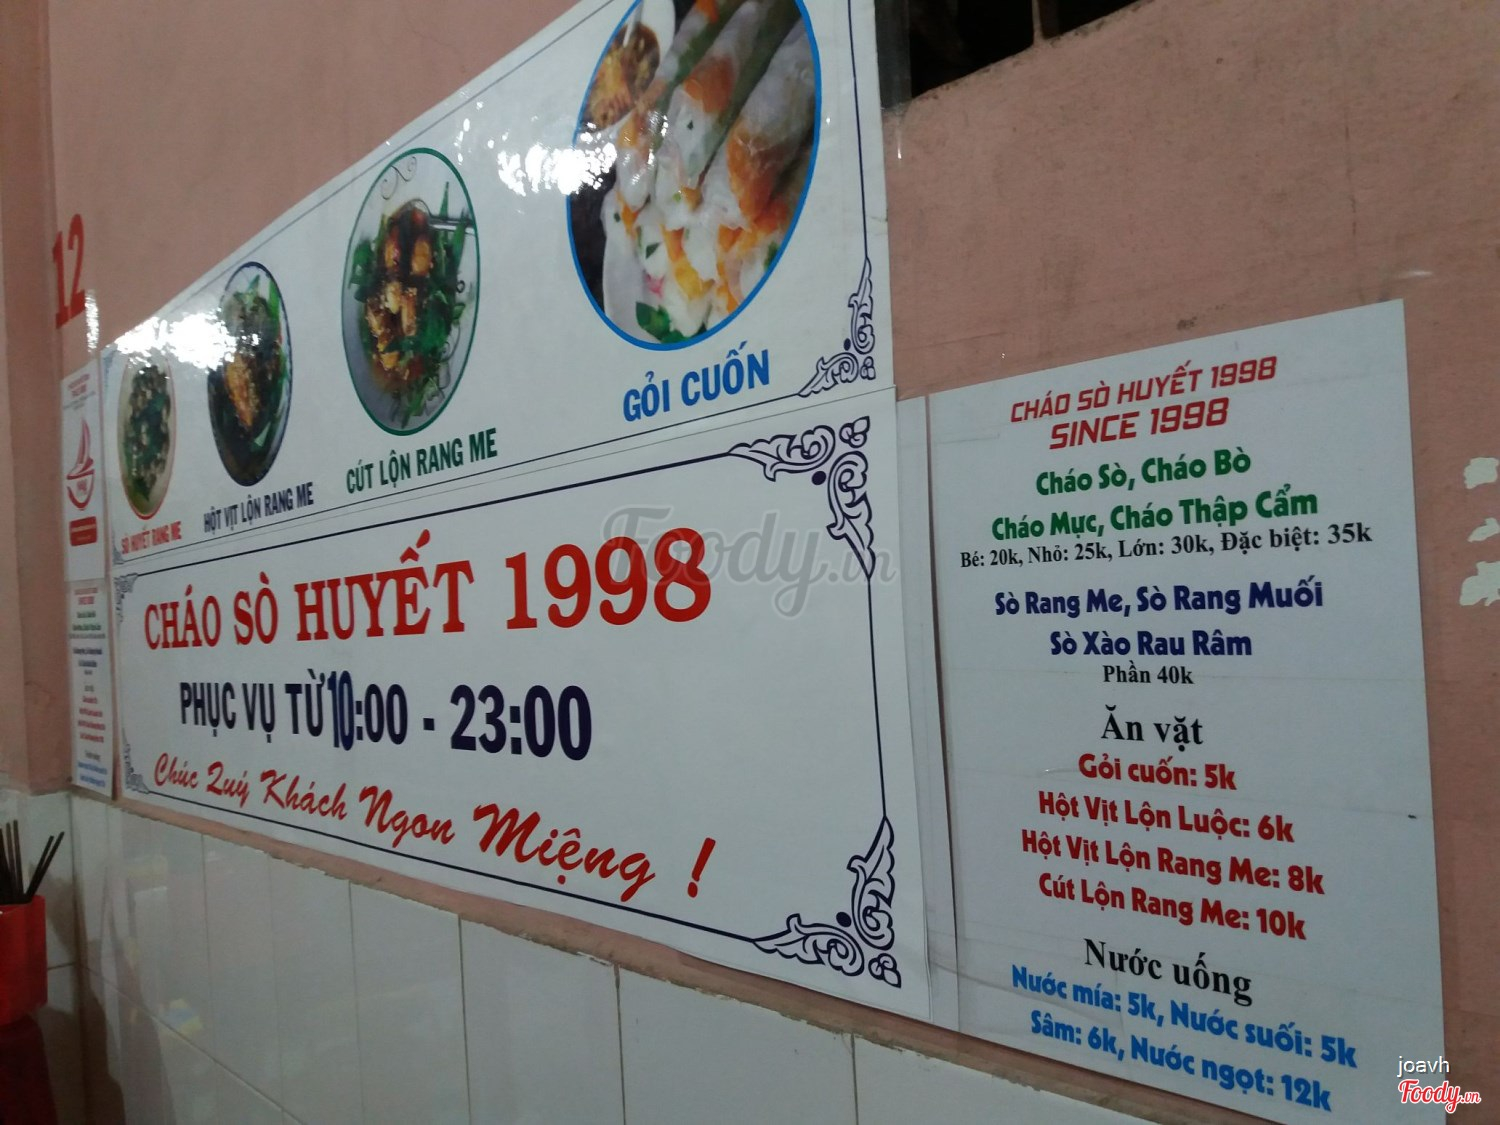 12
SÒ HUYẾT RANG ME
HỘT VỊT LỘN RANG ME
CÚT LỘN RANG ME
GỎI CUỐN
CHÁO SÒ HUYẾT 1998
PHỤC VỤ TỪ 10:00 - 23:00
Chúc Quý Khách Ngon Miệng !
Foody.vn
CHÁO SÒ HUYẾT 1998
SINCE 1998
Cháo Sò, Cháo Bò
Cháo Mực, Cháo Thập Cẩm
Bé: 20k, Nhỏ: 25k, Lớn: 30k, Đặc biệt: 35k
Sò Rang Me, Sò Rang Muối
Sò Xào Rau Râm
Phần 40k
Ăn vặt
Gỏi cuốn: 5k
Hột Vịt Lộn Luộc: 6k
Hột Vịt Lộn Rang Me: 8k
Cút Lộn Rang Me: 10k
Nước uống
Nước mía: 5k, Nước suối: 5k
Sâm: 6k, Nước ngọt: 12k
joavh
Foody.vn